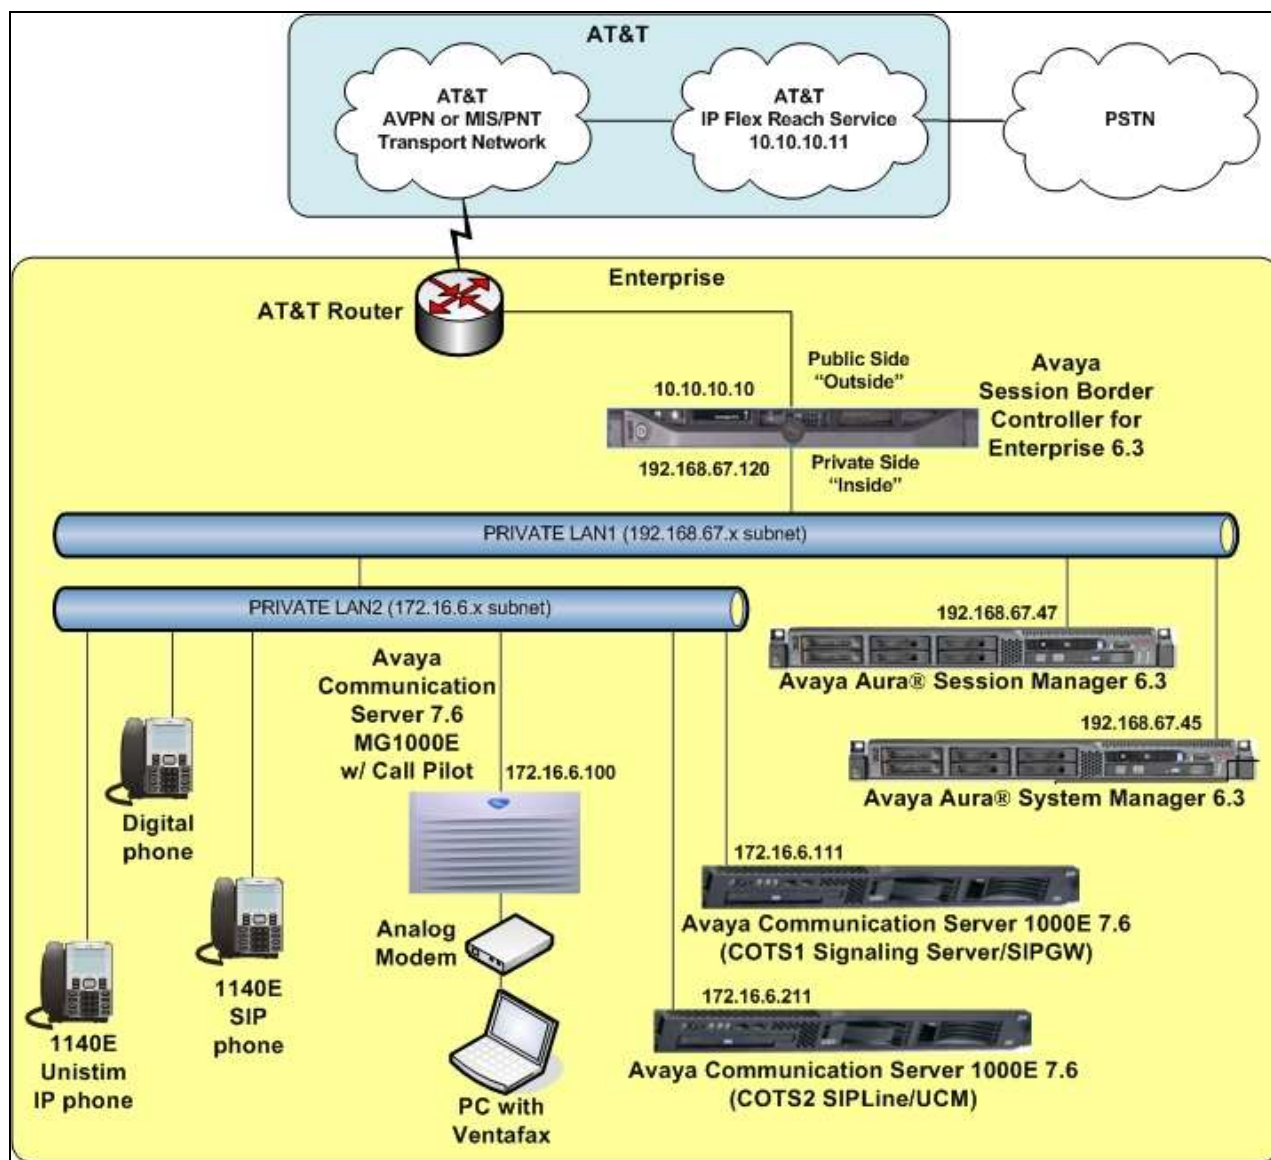 AT&T
AT&T
AVPN or MIS/PNT
Transport Network
AT&T
IP Flex Reach Service
10.10.10.11
PSTN
Enterprise
AT&T Router
Public Side
“Outside”
10.10.10.10
Avaya
Session Border
Controller for
Enterprise 6.3
192.168.67.120
Private Side
“Inside”
PRIVATE LAN1 (192.168.67.x subnet)
PRIVATE LAN2 (172.16.6.x subnet)
192.168.67.47
Avaya Aura® Session Manager 6.3
192.168.67.45
Avaya Aura® System Manager 6.3
Avaya
Communication
Server 7.6
MG1000E
w/ Call Pilot
172.16.6.100
Digital
phone
172.16.6.111
Avaya Communication Server 1000E 7.6
(COTS1 Signaling Server/SIPGW)
Analog
Modem
1140E
SIP
phone
172.16.6.211
Avaya Communication Server 1000E 7.6
(COTS2 SIPLine/UCM)
1140E
Unistim
IP phone
PC with
Ventafax